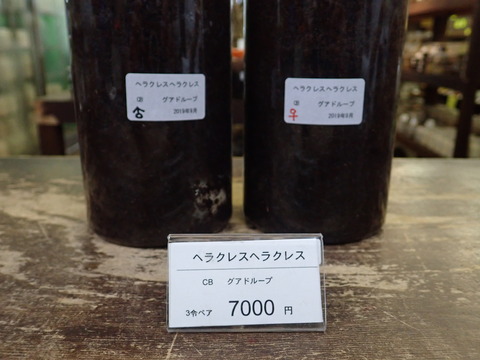 ヘラクレスヘラクレス
CB グアドループ
♂ 2019年9月
ヘラクレスヘラクレス
CB グアドループ
♀ 2019年9月
ヘラクレスヘラクレス
CB グアドループ
3令ペア 7000 円